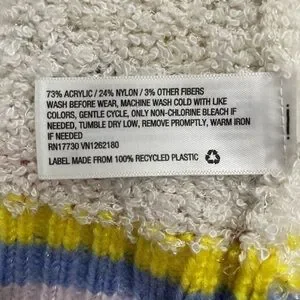 73% ACRYLIC / 24% NYLON / 3% OTHER FIBERS
WASH BEFORE WEAR, MACHINE WASH COLD WITH LIKE
COLORS, GENTLE CYCLE, ONLY NON-CHLORINE BLEACH IF
NEEDED, TUMBLE DRY LOW, REMOVE PROMPTLY, WARM IRON
IF NEEDED
RN17730 VN1262180
LABEL MADE FROM 100% RECYCLED PLASTIC